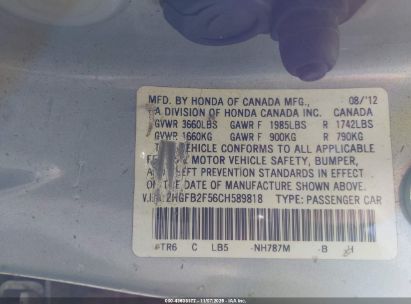 MFD. BY HONDA OF CANADA MFG., 08/'12
A DIVISION OF HONDA CANADA INC. CANADA
GVWR 3660LBS GAWR F 1985LBS R 1742LBS
GVWR 1660KG GAWR F 900KG R 790KG
VEHICLE CONFORMS TO ALL APPLICABLE
MOTOR VEHICLE SAFETY, BUMPER,
THEFT PREVENTION STANDARDS IN EFFECT
DATE OF MANUFACTURE SHOWN ABOVE.
2HGFB2F56CH589818 TYPE: PASSENGER CAR
TR6 C LB5 NH787M B H